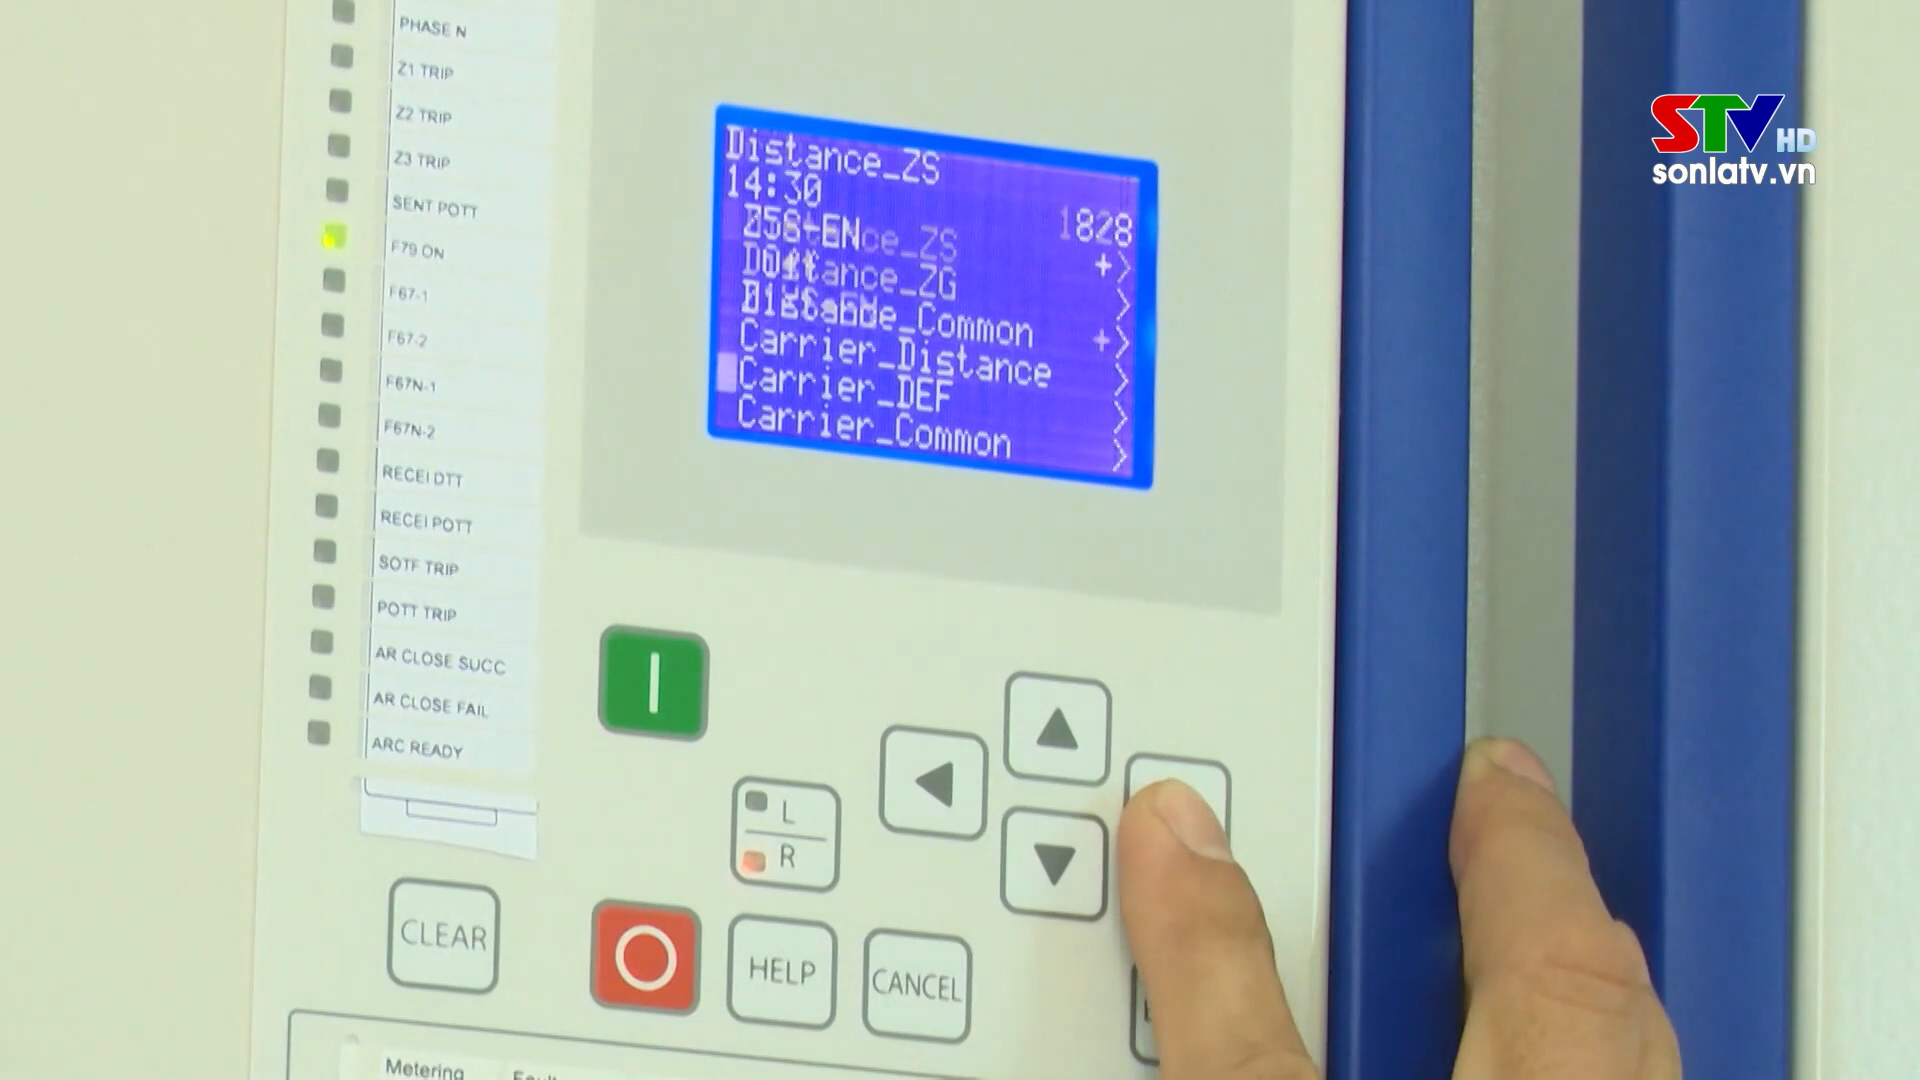 PHASE N
Z1 TRIP
Z2 TRIP
Z3 TRIP
SENT POTT
F79 ON
F67-1
F67-2
F67N-1
F67N-2
RECEI DTT
RECEI POTT
SOTF TRIP
POTT TRIP
AR CLOSE SUCC
AR CLOSE FAIL
ARC READY
Distance_ZS
14:30 1828
+
Distance_ZG
Distance_Common +
Carrier_Distance
Carrier_DEF
Carrier_Common
L
R
CLEAR
HELP
CANCEL
Metering
STV HD
sonlatv.vn